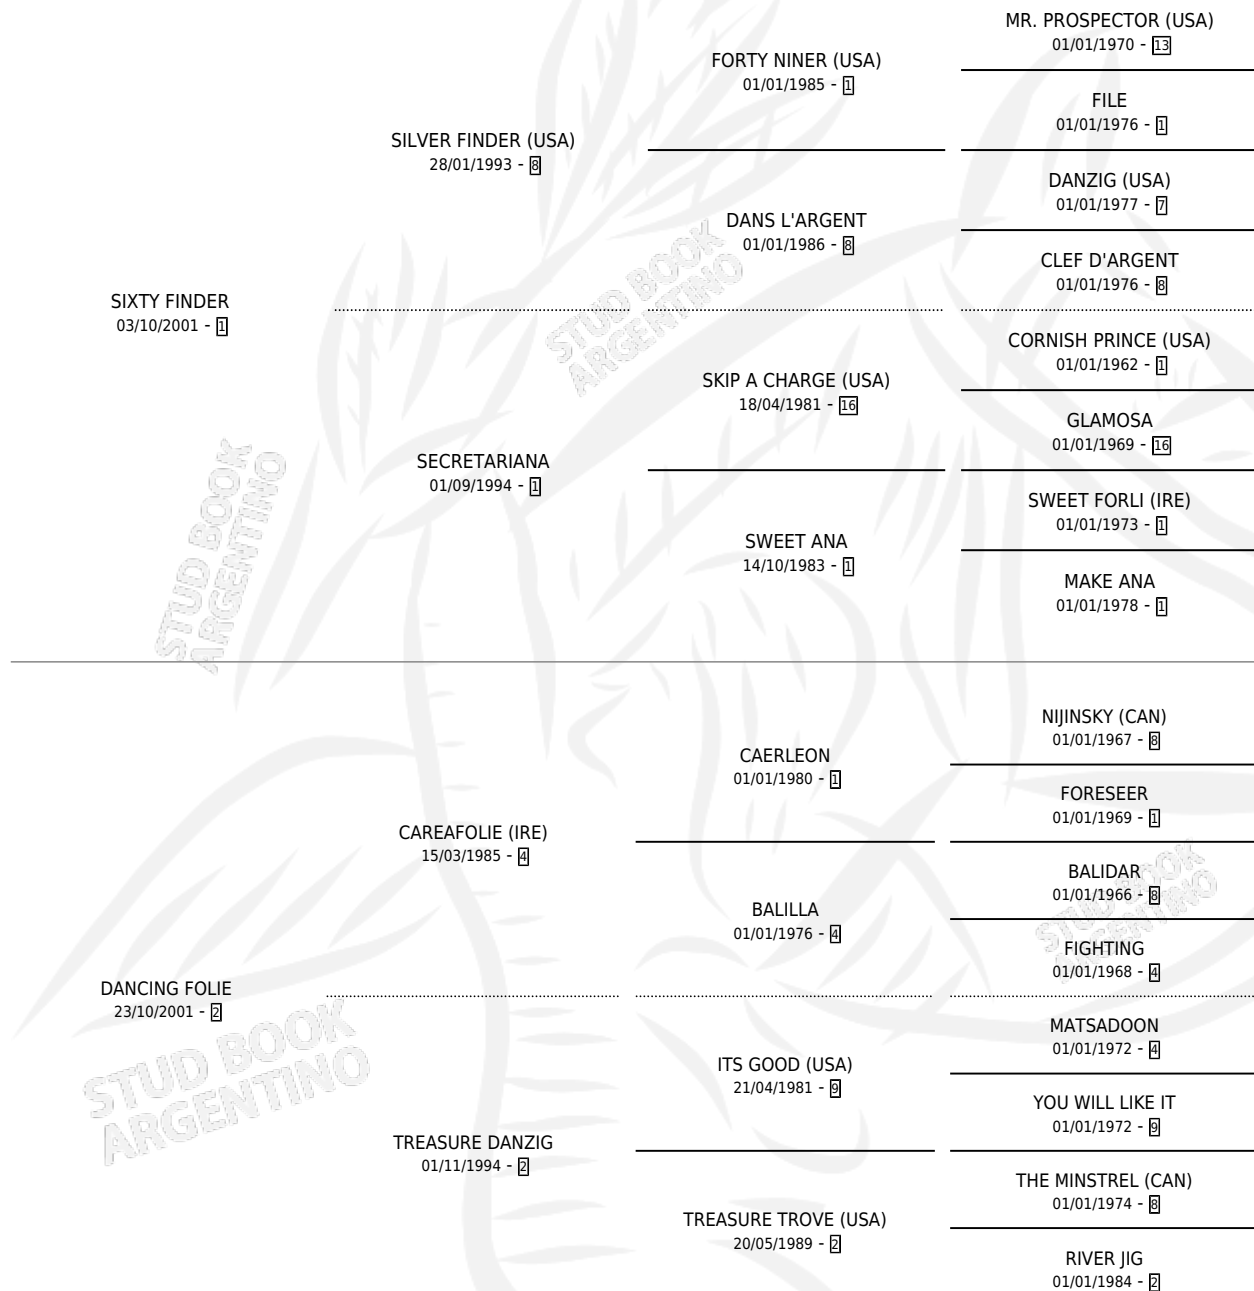 MR. PROSPECTOR (USA)
01/01/1970 - 13
FORTY NINER (USA)
01/01/1985 - 1
FILE
01/01/1976 - 1
SILVER FINDER (USA)
28/01/1993 - 8
DANZIG (USA)
01/01/1977 - 7
DANS L'ARGENT
01/01/1986 - 8
CLEF D'ARGENT
01/01/1976 - 8
SIXTY FINDER
03/10/2001 - 1
CORNISH PRINCE (USA)
01/01/1962 - 1
SKIP A CHARGE (USA)
18/04/1981 - 16
GLAMOSA
01/01/1969 - 16
SECRETARIANA
01/09/1994 - 1
SWEET FORLI (IRE)
01/01/1973 - 1
SWEET ANA
14/10/1983 - 1
MAKE ANA
01/01/1978 - 1
STUD BOOK
ARGENTINO
STUD BOOK
ARGENTINO
NIJINSKY (CAN)
01/01/1967 - 8
CAERLEON
01/01/1980 - 1
FORESEER
01/01/1969 - 1
CAREAFOLIE (IRE)
15/03/1985 - 4
BALIDAR
01/01/1966 - 8
BALILLA
01/01/1976 - 4
FIGHTING
01/01/1968 - 4
STUD BOOK
ARGENTINO
DANCING FOLIE
23/10/2001 - 2
MATSADOON
01/01/1972 - 4
ITS GOOD (USA)
21/04/1981 - 9
YOU WILL LIKE IT
01/01/1972 - 9
TREASURE DANZIG
01/11/1994 - 2
THE MINSTREL (CAN)
01/01/1974 - 8
TREASURE TROVE (USA)
20/05/1989 - 2
RIVER JIG
01/01/1984 - 2
STUD BOOK
ARGENTINO